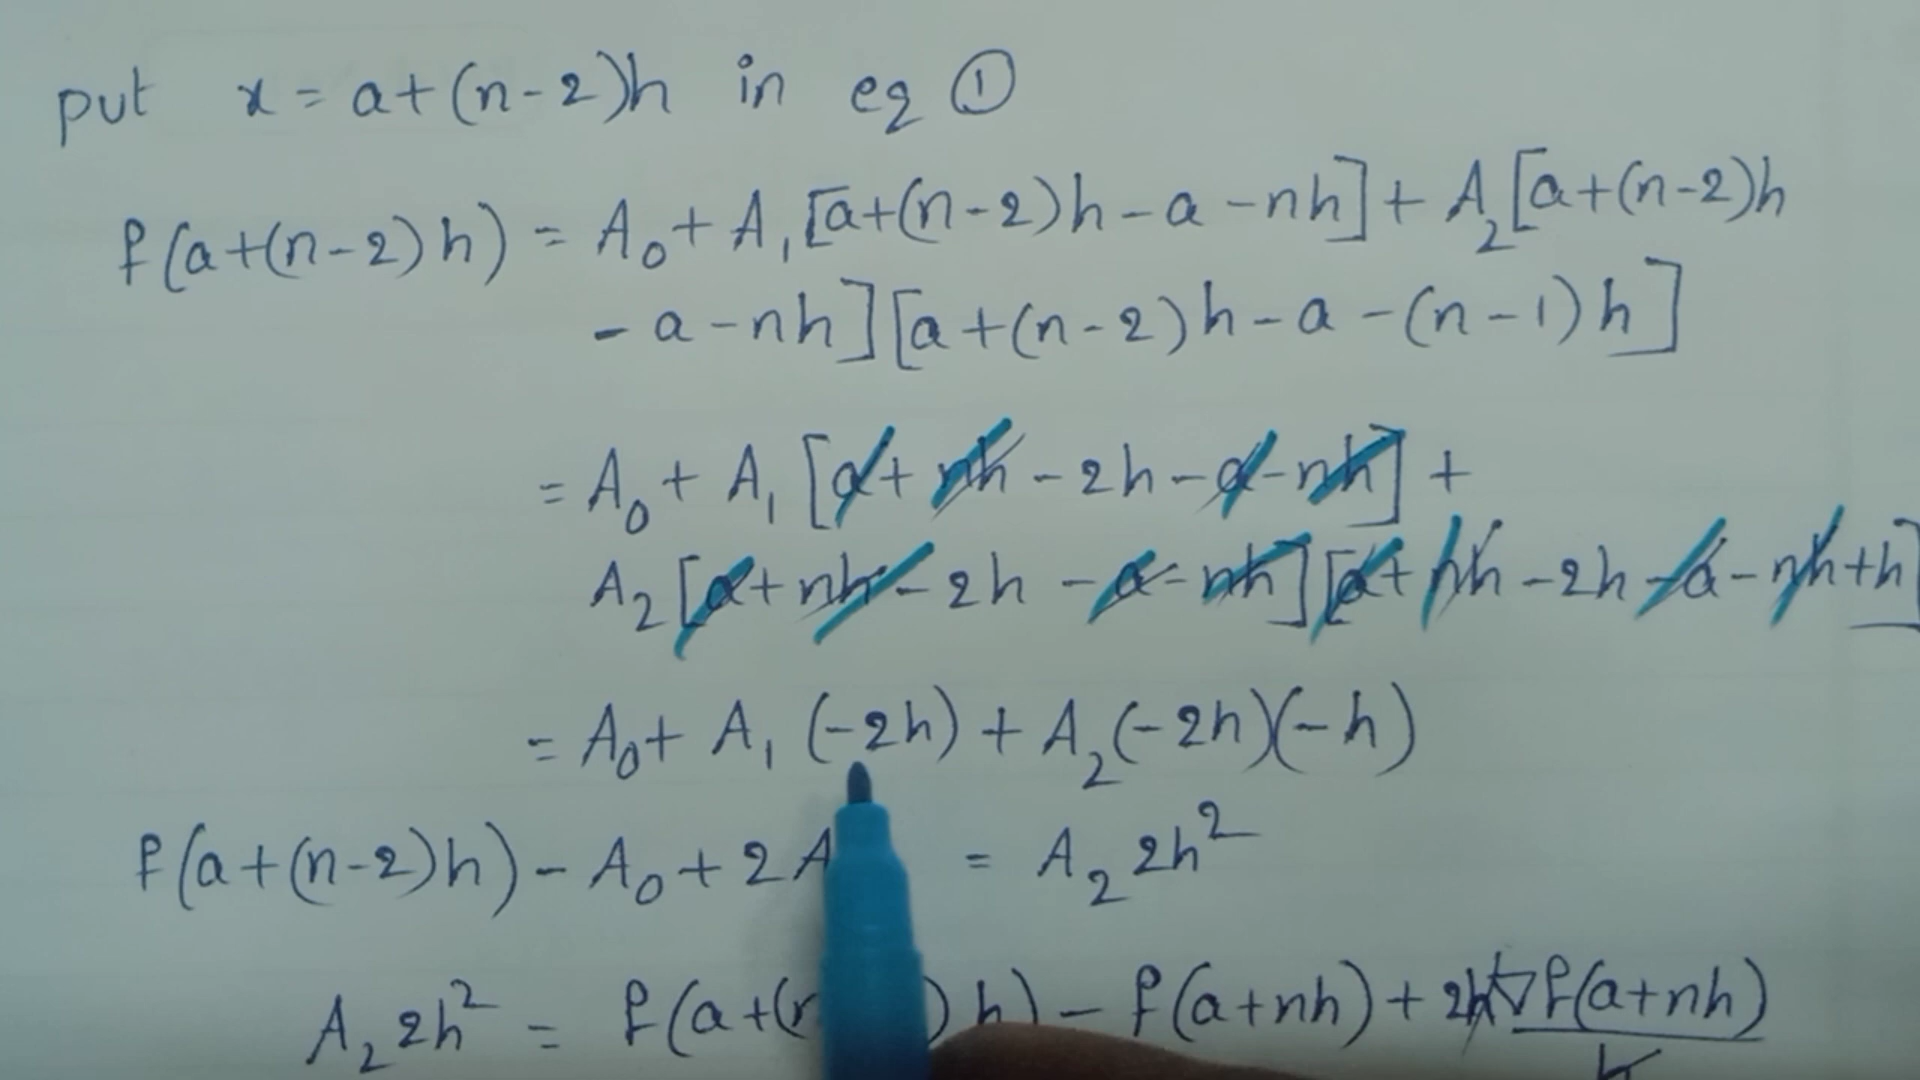 put x = a+(n-2)h in eq ①
f(a+(n-2)h) = A₀ + A₁[a+(n-2)h-a-nh] + A₂[a+(n-2)h
-a-nh][a+(n-2)h-a-(n-1)h]
= A₀ + A₁[a+nh-2h-a-nh] +
A₂[a+nh-2h-a-nh][a+nh-2h-a-nh+h]
= A₀ + A₁(-2h) + A₂(-2h)(-h)
f(a+(n-2)h) - A₀ + 2A = A₂ 2h²
A₂ 2h² = f(a+( )h) - f(a+nh) + 2h ∇f(a+nh)
h